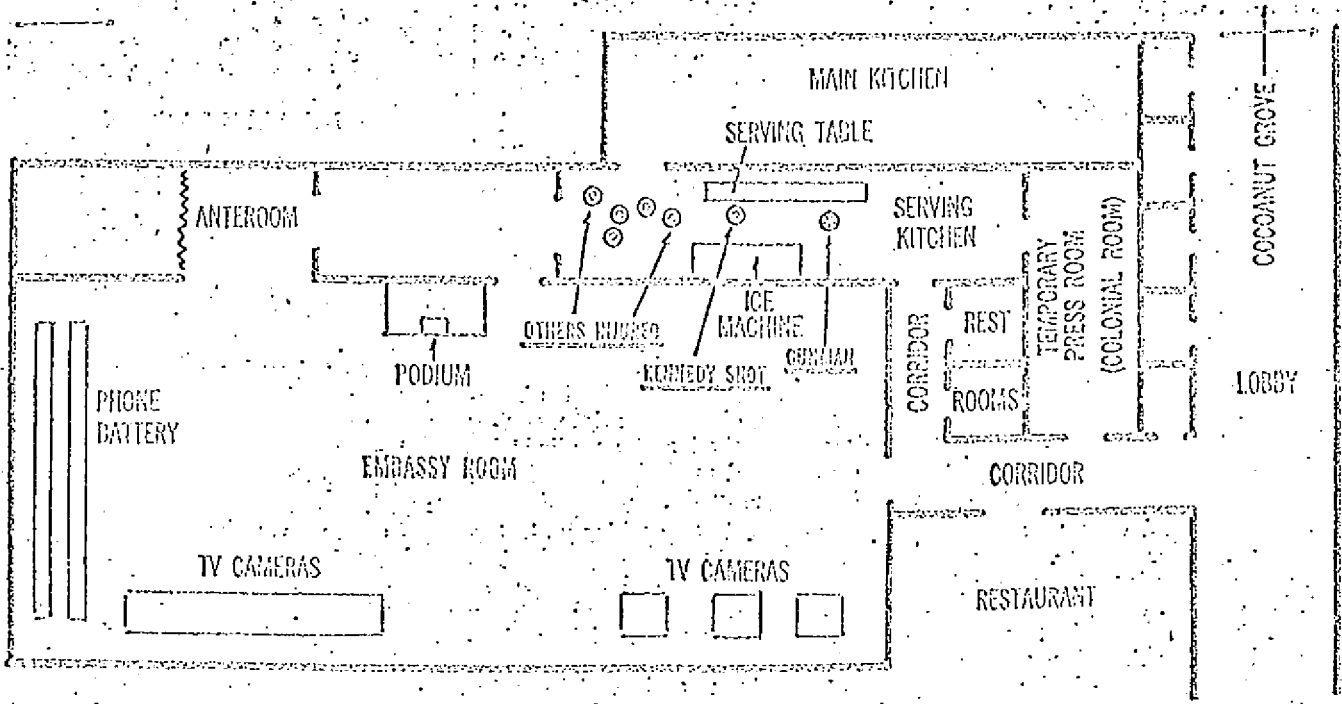 MAIN KITCHEN
SERVING TABLE
COCOANUT GROVE
ANTEROOM
SERVING
KITCHEN
TEMPORARY
PRESS ROOM
(COLONIAL ROOM)
ICE
MACHINE
OTHERS INJURED
KENNEDY SHOT
GUNMAN
CORRIDOR
REST
ROOMS
PODIUM
LOBBY
PHONE
BATTERY
EMBASSY ROOM
CORRIDOR
TV CAMERAS
TV CAMERAS
RESTAURANT